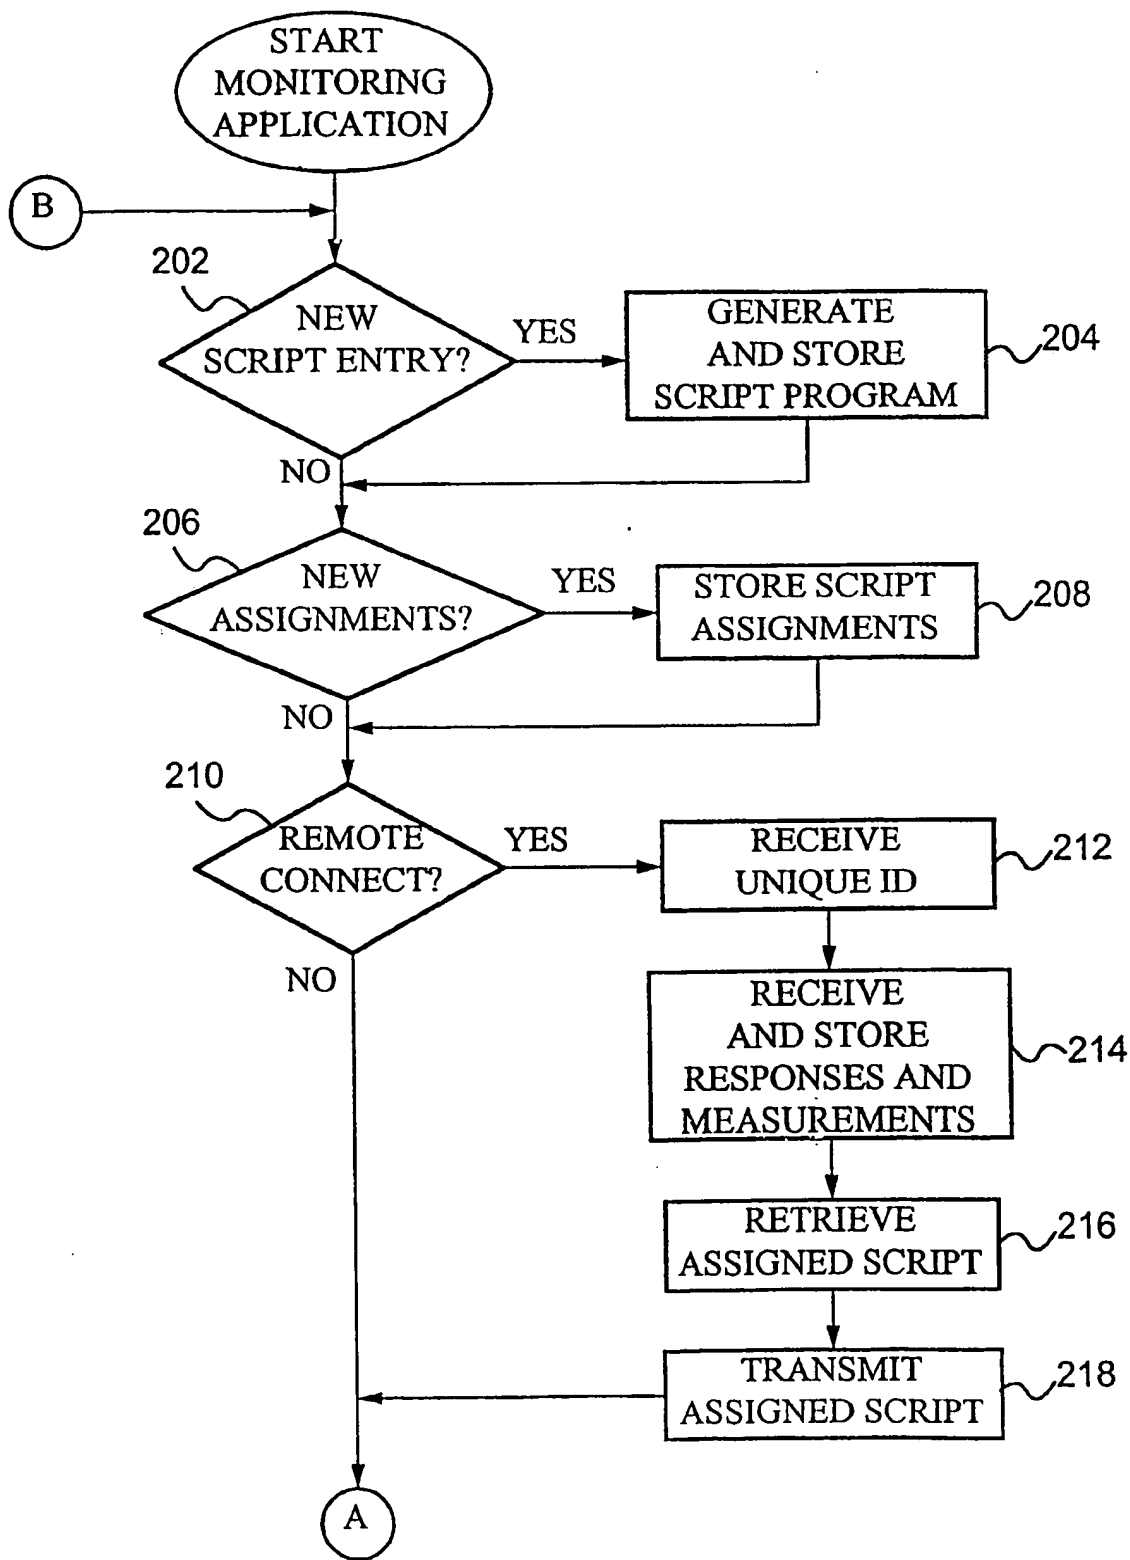 START
MONITORING
APPLICATION
B
202
NEW
SCRIPT ENTRY?
YES
GENERATE
AND STORE
SCRIPT PROGRAM
204
NO
206
NEW
ASSIGNMENTS?
YES
STORE SCRIPT
ASSIGNMENTS
208
NO
210
REMOTE
CONNECT?
YES
RECEIVE
UNIQUE ID
212
NO
RECEIVE
AND STORE
RESPONSES AND
MEASUREMENTS
214
RETRIEVE
ASSIGNED SCRIPT
216
TRANSMIT
ASSIGNED SCRIPT
218
A